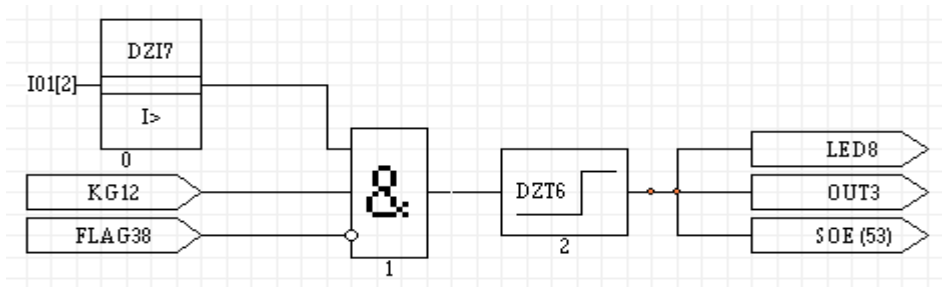 DZI7
I01[2]
I>
0
KG12
FLAG38
&
1
DZT6
2
LED8
OUT3
SOE (53)